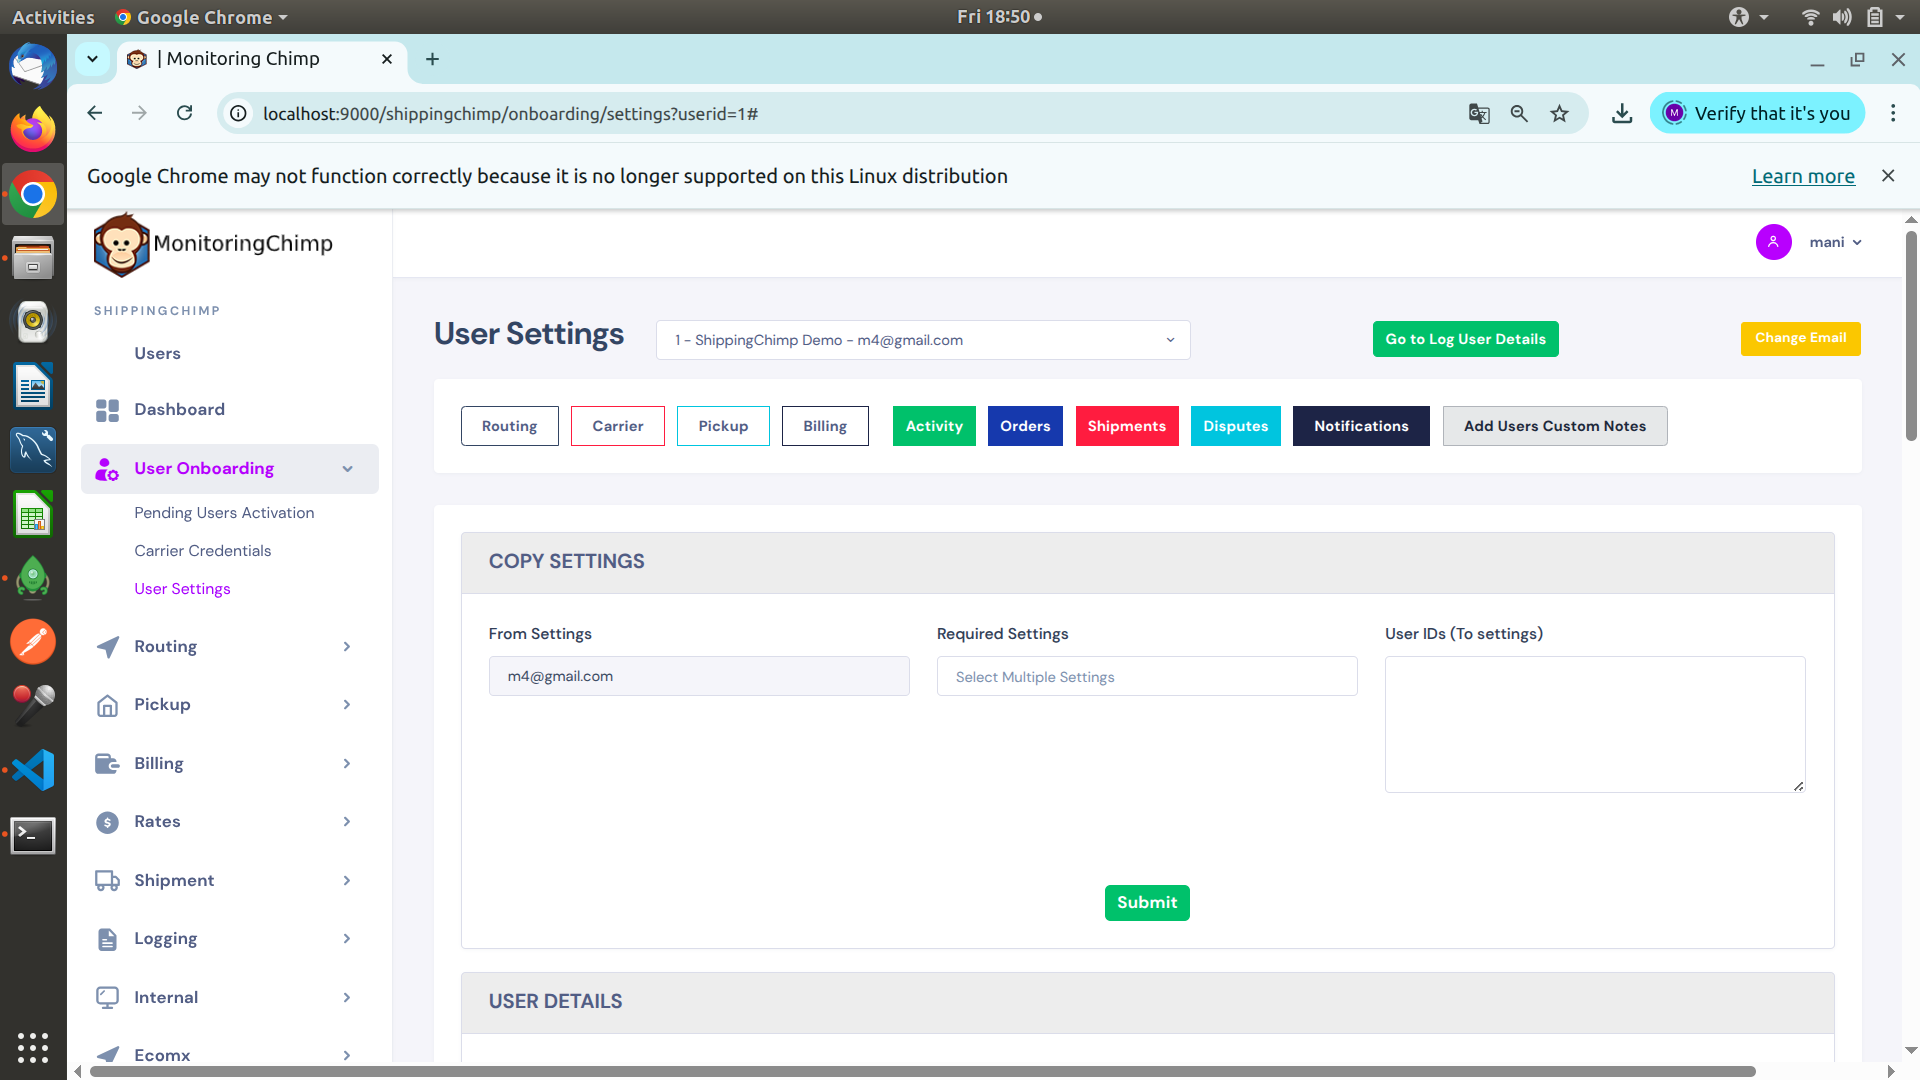 Activities Google Chrome Fri 18:50
| Monitoring Chimp
localhost:9000/shippingchimp/onboarding/settings?userid=1# M Verify that it's you
Google Chrome may not function correctly because it is no longer supported on this Linux distribution Learn more
MonitoringChimp
mani
SHIPPINGCHIMP
Users
Dashboard
User Onboarding
Pending Users Activation
Carrier Credentials
User Settings
Routing
Pickup
Billing
Rates
Shipment
Logging
Internal
Ecomx
User Settings 1 - ShippingChimp Demo - m4@gmail.com Go to Log User Details Change Email
Routing Carrier Pickup Billing Activity Orders Shipments Disputes Notifications Add Users Custom Notes
COPY SETTINGS
From Settings Required Settings User IDs (To settings)
m4@gmail.com Select Multiple Settings
Submit
USER DETAILS